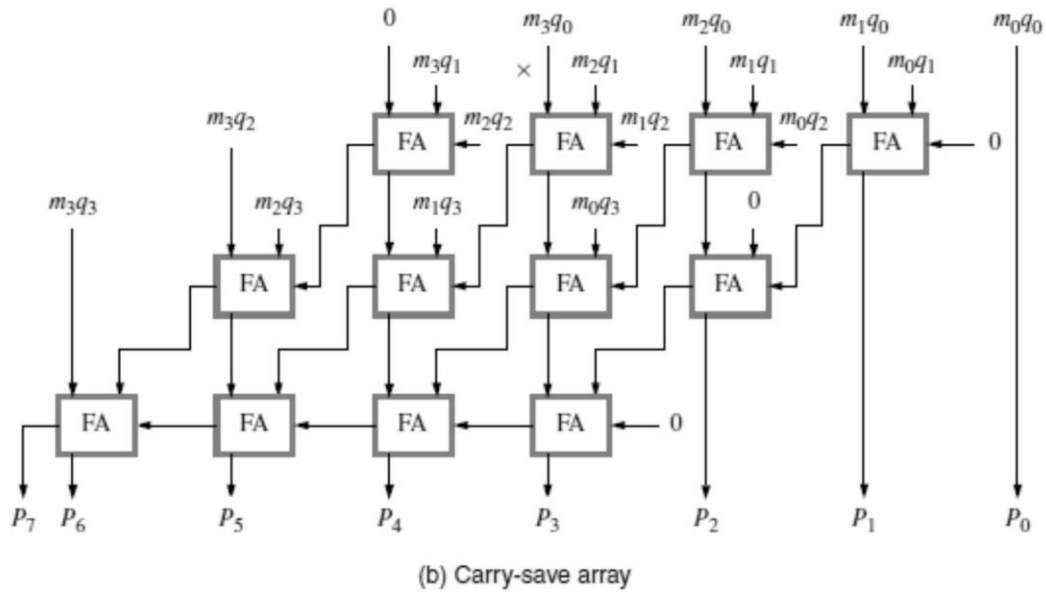 0 m₃q₀ m₂q₀ m₁q₀ m₀q₀
m₃q₁ × m₂q₁ m₁q₁ m₀q₁
m₃q₂ FA m₂q₂ FA m₁q₂ FA m₀q₂ FA 0
m₃q₃ m₂q₃ m₁q₃ m₀q₃ 0
FA FA FA FA
FA FA FA FA 0
P₇ P₆ P₅ P₄ P₃ P₂ P₁ P₀
(b) Carry-save array